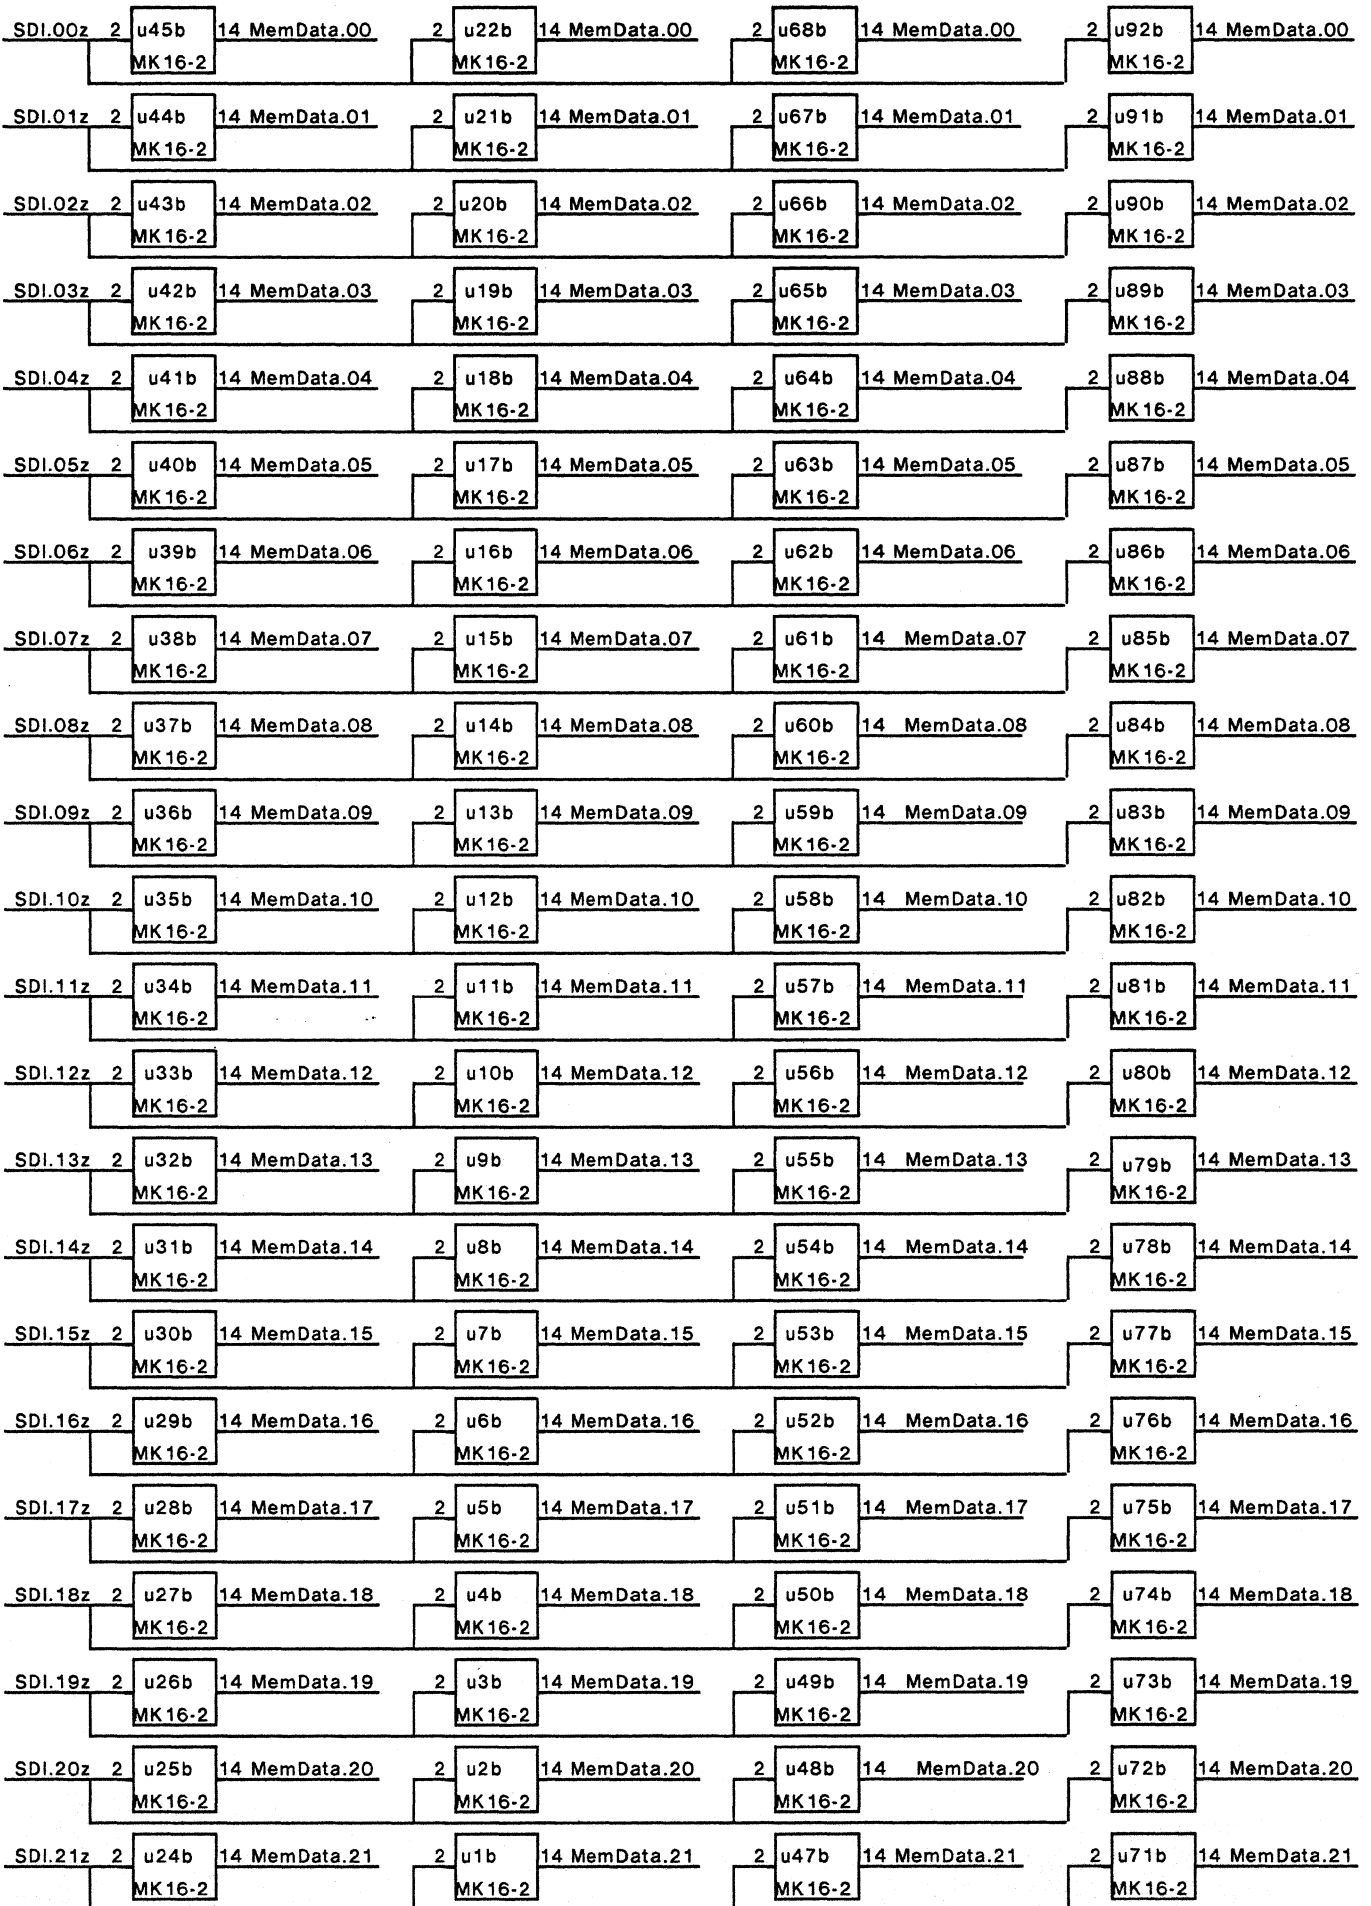 SDI.00z 2 u45b 14 MemData.00 2 u22b 14 MemData.00 2 u68b 14 MemData.00 2 u92b 14 MemData.00
MK16-2 MK16-2 MK16-2 MK16-2
SDI.01z 2 u44b 14 MemData.01 2 u21b 14 MemData.01 2 u67b 14 MemData.01 2 u91b 14 MemData.01
MK16-2 MK16-2 MK16-2 MK16-2
SDI.02z 2 u43b 14 MemData.02 2 u20b 14 MemData.02 2 u66b 14 MemData.02 2 u90b 14 MemData.02
MK16-2 MK16-2 MK16-2 MK16-2
SDI.03z 2 u42b 14 MemData.03 2 u19b 14 MemData.03 2 u65b 14 MemData.03 2 u89b 14 MemData.03
MK16-2 MK16-2 MK16-2 MK16-2
SDI.04z 2 u41b 14 MemData.04 2 u18b 14 MemData.04 2 u64b 14 MemData.04 2 u88b 14 MemData.04
MK16-2 MK16-2 MK16-2 MK16-2
SDI.05z 2 u40b 14 MemData.05 2 u17b 14 MemData.05 2 u63b 14 MemData.05 2 u87b 14 MemData.05
MK16-2 MK16-2 MK16-2 MK16-2
SDI.06z 2 u39b 14 MemData.06 2 u16b 14 MemData.06 2 u62b 14 MemData.06 2 u86b 14 MemData.06
MK16-2 MK16-2 MK16-2 MK16-2
SDI.07z 2 u38b 14 MemData.07 2 u15b 14 MemData.07 2 u61b 14 MemData.07 2 u85b 14 MemData.07
MK16-2 MK16-2 MK16-2 MK16-2
SDI.08z 2 u37b 14 MemData.08 2 u14b 14 MemData.08 2 u60b 14 MemData.08 2 u84b 14 MemData.08
MK16-2 MK16-2 MK16-2 MK16-2
SDI.09z 2 u36b 14 MemData.09 2 u13b 14 MemData.09 2 u59b 14 MemData.09 2 u83b 14 MemData.09
MK16-2 MK16-2 MK16-2 MK16-2
SDI.10z 2 u35b 14 MemData.10 2 u12b 14 MemData.10 2 u58b 14 MemData.10 2 u82b 14 MemData.10
MK16-2 MK16-2 MK16-2 MK16-2
SDI.11z 2 u34b 14 MemData.11 2 u11b 14 MemData.11 2 u57b 14 MemData.11 2 u81b 14 MemData.11
MK16-2 MK16-2 MK16-2 MK16-2
SDI.12z 2 u33b 14 MemData.12 2 u10b 14 MemData.12 2 u56b 14 MemData.12 2 u80b 14 MemData.12
MK16-2 MK16-2 MK16-2 MK16-2
SDI.13z 2 u32b 14 MemData.13 2 u9b 14 MemData.13 2 u55b 14 MemData.13 2 u79b 14 MemData.13
MK16-2 MK16-2 MK16-2 MK16-2
SDI.14z 2 u31b 14 MemData.14 2 u8b 14 MemData.14 2 u54b 14 MemData.14 2 u78b 14 MemData.14
MK16-2 MK16-2 MK16-2 MK16-2
SDI.15z 2 u30b 14 MemData.15 2 u7b 14 MemData.15 2 u53b 14 MemData.15 2 u77b 14 MemData.15
MK16-2 MK16-2 MK16-2 MK16-2
SDI.16z 2 u29b 14 MemData.16 2 u6b 14 MemData.16 2 u52b 14 MemData.16 2 u76b 14 MemData.16
MK16-2 MK16-2 MK16-2 MK16-2
SDI.17z 2 u28b 14 MemData.17 2 u5b 14 MemData.17 2 u51b 14 MemData.17 2 u75b 14 MemData.17
MK16-2 MK16-2 MK16-2 MK16-2
SDI.18z 2 u27b 14 MemData.18 2 u4b 14 MemData.18 2 u50b 14 MemData.18 2 u74b 14 MemData.18
MK16-2 MK16-2 MK16-2 MK16-2
SDI.19z 2 u26b 14 MemData.19 2 u3b 14 MemData.19 2 u49b 14 MemData.19 2 u73b 14 MemData.19
MK16-2 MK16-2 MK16-2 MK16-2
SDI.20z 2 u25b 14 MemData.20 2 u2b 14 MemData.20 2 u48b 14 MemData.20 2 u72b 14 MemData.20
MK16-2 MK16-2 MK16-2 MK16-2
SDI.21z 2 u24b 14 MemData.21 2 u1b 14 MemData.21 2 u47b 14 MemData.21 2 u71b 14 MemData.21
MK16-2 MK16-2 MK16-2 MK16-2